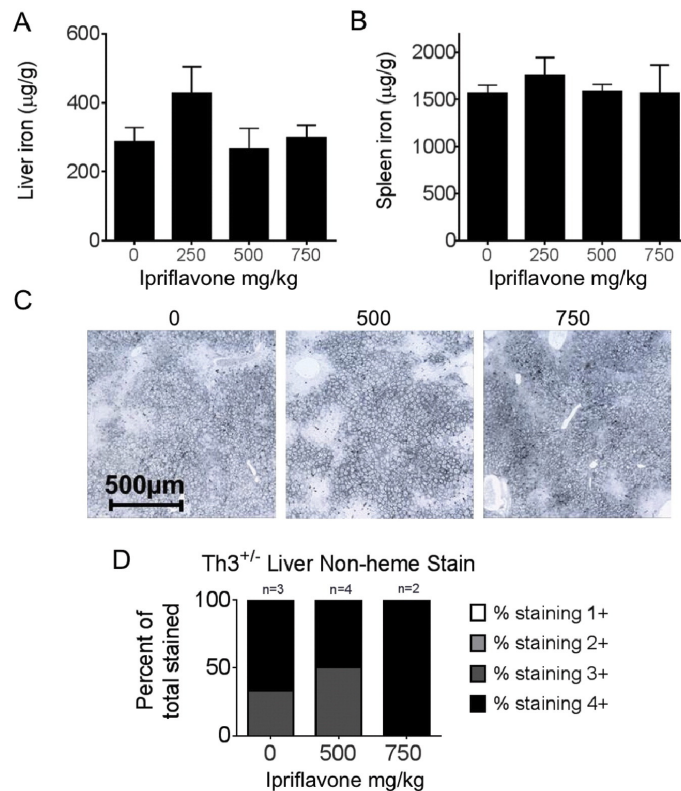 A
Liver iron (µg/g)
600
400
200
0
0 250 500 750
Ipriflavone mg/kg
B
Spleen iron (µg/g)
2000
1500
1000
500
0
0 250 500 750
Ipriflavone mg/kg
C
0 500 750
500µm
D
Th3+/- Liver Non-heme Stain
n=3 n=4 n=2
Percent of
total stained
100
50
0
0 500 750
Ipriflavone mg/kg
% staining 1+
% staining 2+
% staining 3+
% staining 4+